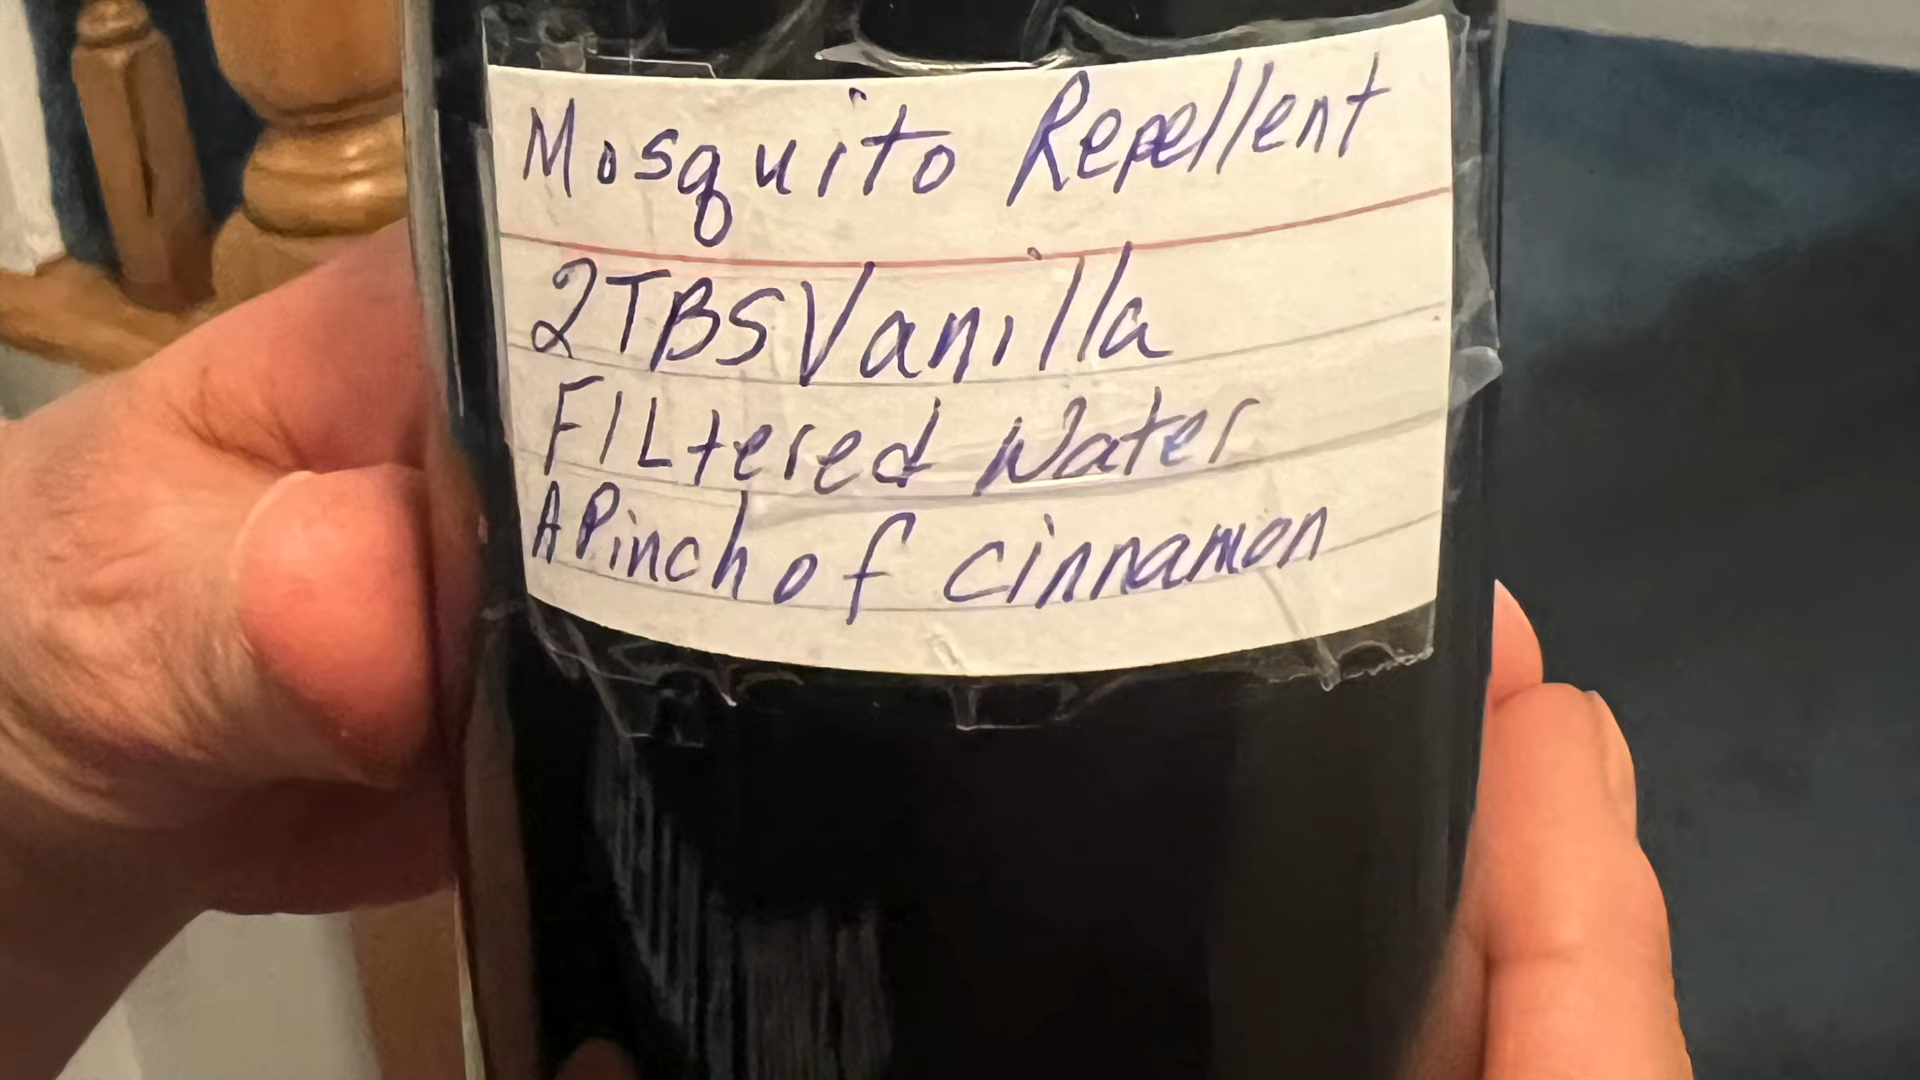 Mosquito Repellent
2TBS Vanilla
FILtered Water
A Pinch of cinnamon